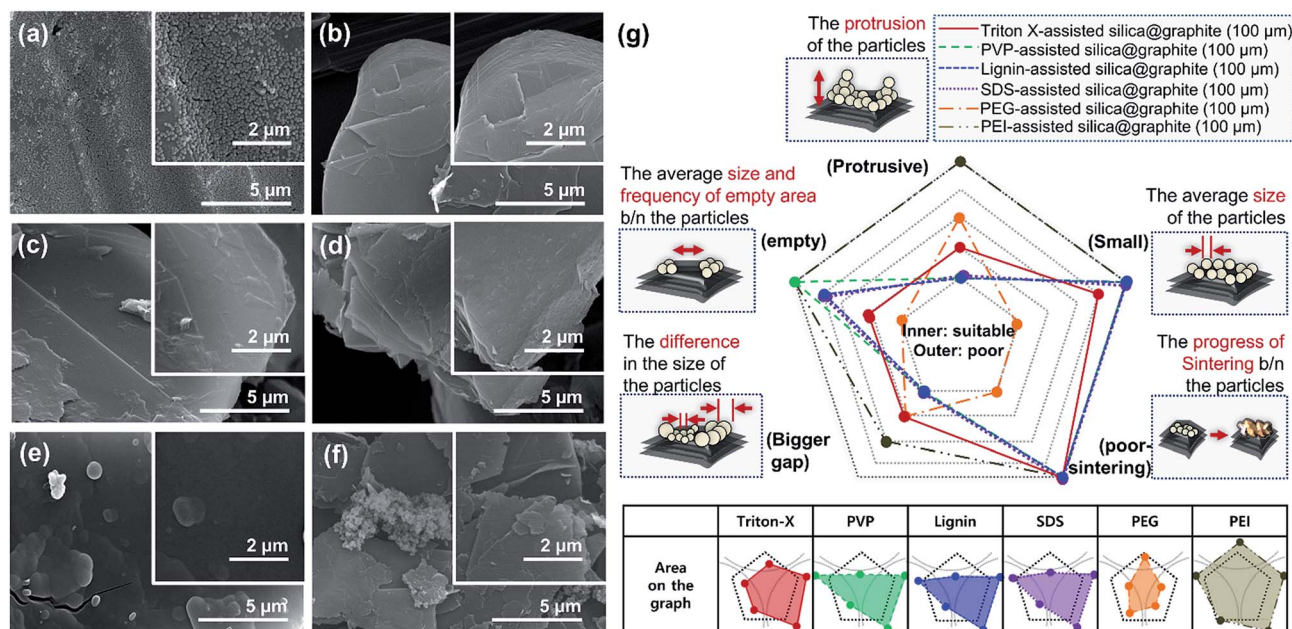 (a)
2 μm
5 μm
(b)
2 μm
5 μm
(c)
2 μm
5 μm
(d)
2 μm
5 μm
(e)
2 μm
5 μm
(f)
2 μm
5 μm
(g)
The protrusion
of the particles
Triton X-assisted silica@graphite (100 μm)
PVP-assisted silica@graphite (100 μm)
Lignin-assisted silica@graphite (100 μm)
SDS-assisted silica@graphite (100 μm)
PEG-assisted silica@graphite (100 μm)
PEI-assisted silica@graphite (100 μm)
(Protrusive)
The average size and
frequency of empty area
b/n the particles
(empty)
The average size
of the particles
(Small)
Inner: suitable
Outer: poor
The difference
in the size of
the particles
(Bigger
gap)
The progress of
Sintering b/n
the particles
(poor-
sintering)
Triton-X PVP Lignin SDS PEG PEI
Area
on the
graph